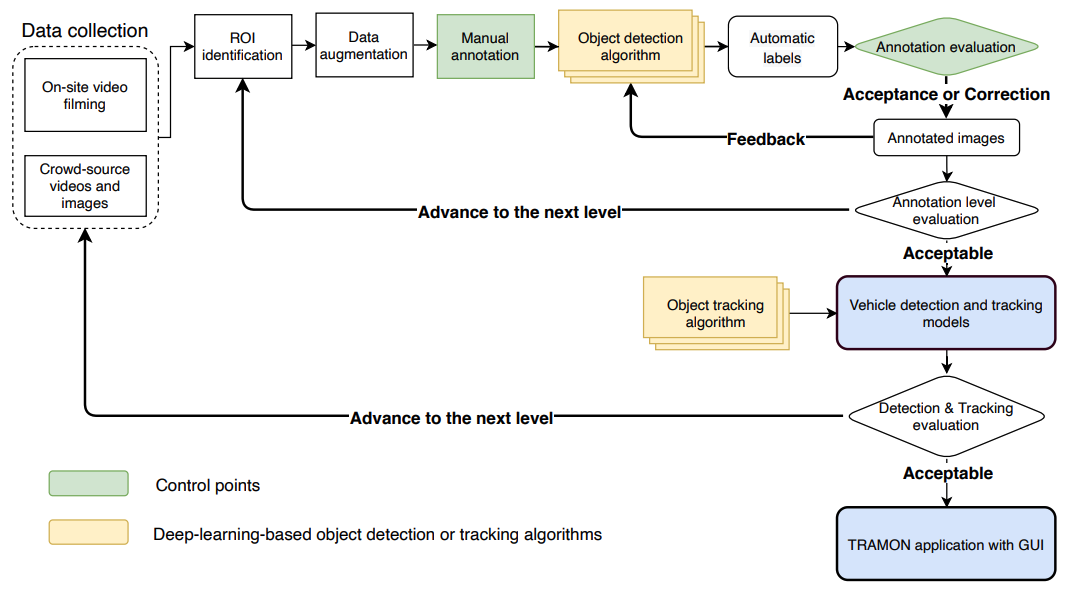 Data collection
On-site video
filming
Crowd-source
videos and
images
ROI
identification
Data
augmentation
Manual
annotation
Object detection
algorithm
Automatic
labels
Annotation evaluation
Acceptance or Correction
Annotated images
Feedback
Annotation level
evaluation
Advance to the next level
Acceptable
Object tracking
algorithm
Vehicle detection and tracking
models
Detection & Tracking
evaluation
Advance to the next level
Acceptable
TRAMON application with GUI
Control points
Deep-learning-based object detection or tracking algorithms